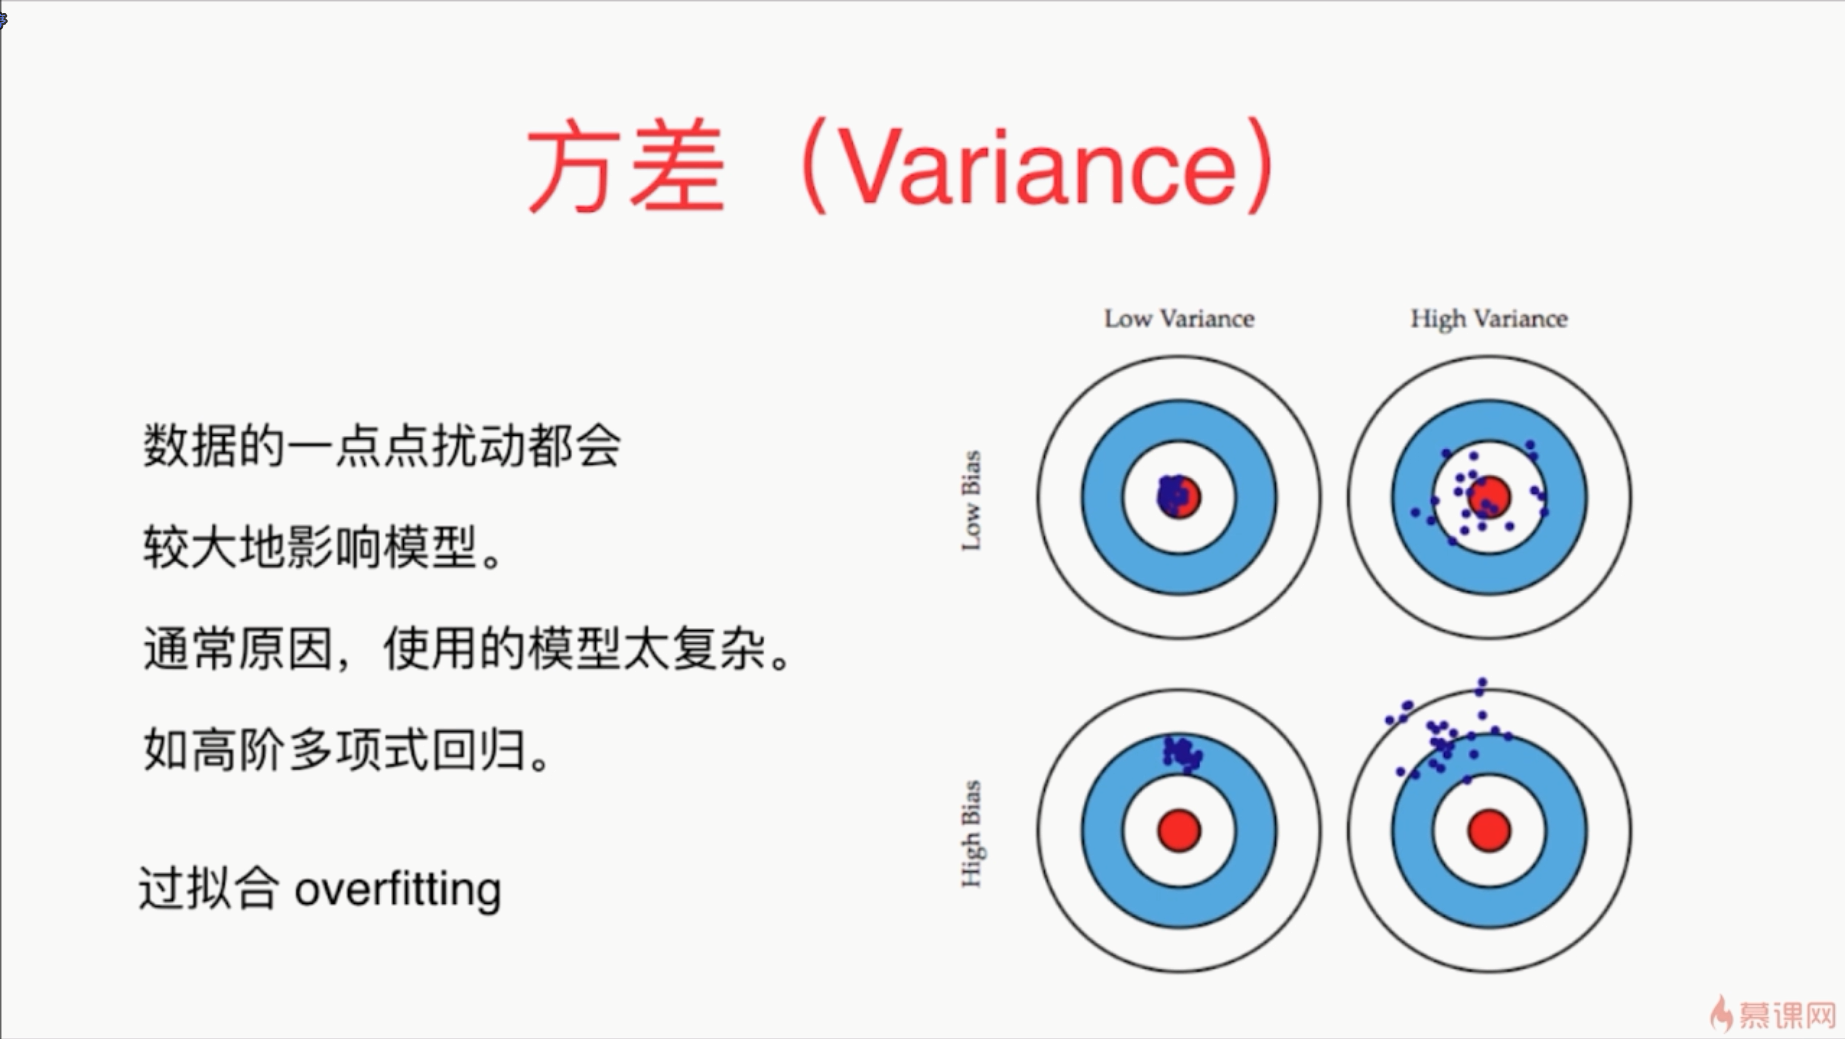 方差（Variance）
数据的一点点扰动都会
较大地影响模型。
通常原因，使用的模型太复杂。
如高阶多项式回归。
过拟合 overfitting
Low Variance
High Variance
Low Bias
High Bias
慕课网